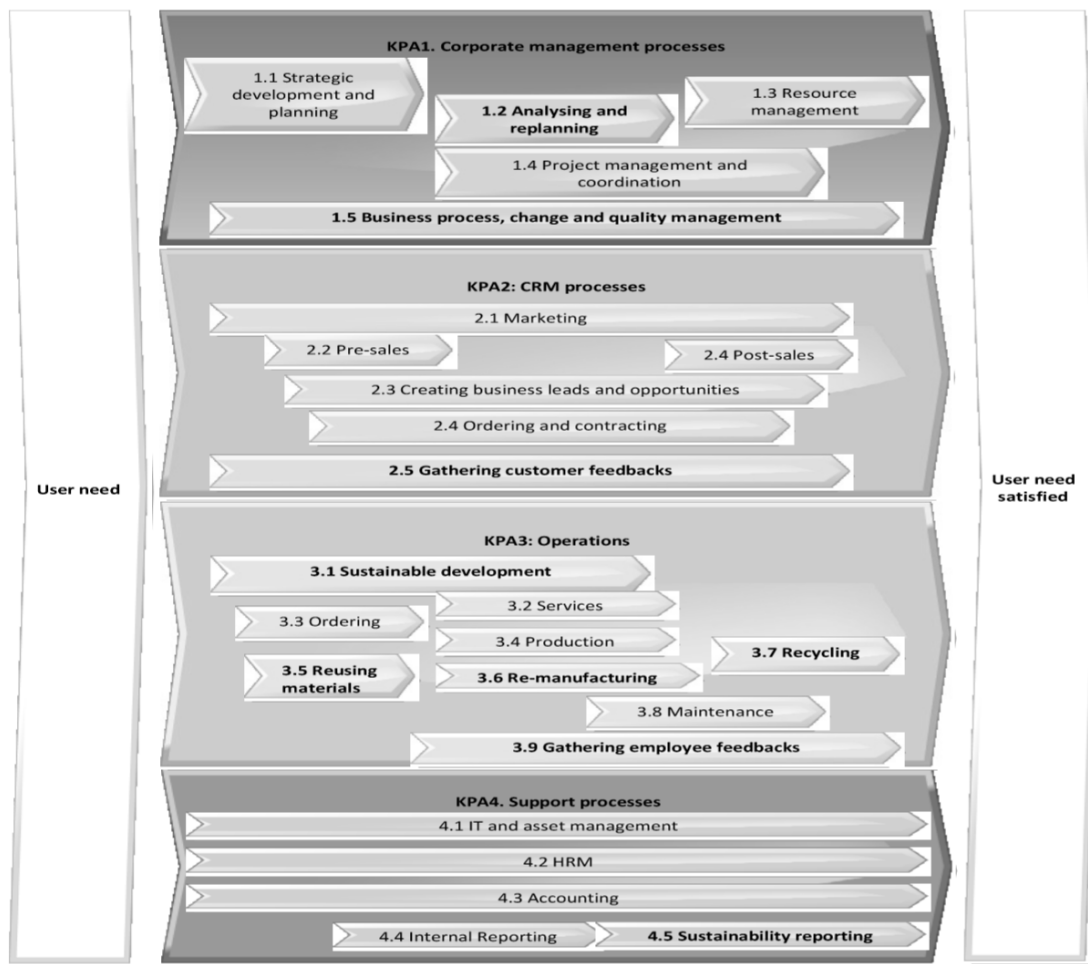 KPA1. Corporate management processes
1.1 Strategic
development and
planning
1.2 Analysing and
replanning
1.3 Resource
management
1.4 Project management and
coordination
1.5 Business process, change and quality management
KPA2: CRM processes
2.1 Marketing
2.2 Pre-sales
2.4 Post-sales
2.3 Creating business leads and opportunities
2.4 Ordering and contracting
2.5 Gathering customer feedbacks
User need
User need
satisfied
KPA3: Operations
3.1 Sustainable development
3.2 Services
3.3 Ordering
3.4 Production
3.5 Reusing
materials
3.6 Re-manufacturing
3.7 Recycling
3.8 Maintenance
3.9 Gathering employee feedbacks
KPA4. Support processes
4.1 IT and asset management
4.2 HRM
4.3 Accounting
4.4 Internal Reporting
4.5 Sustainability reporting